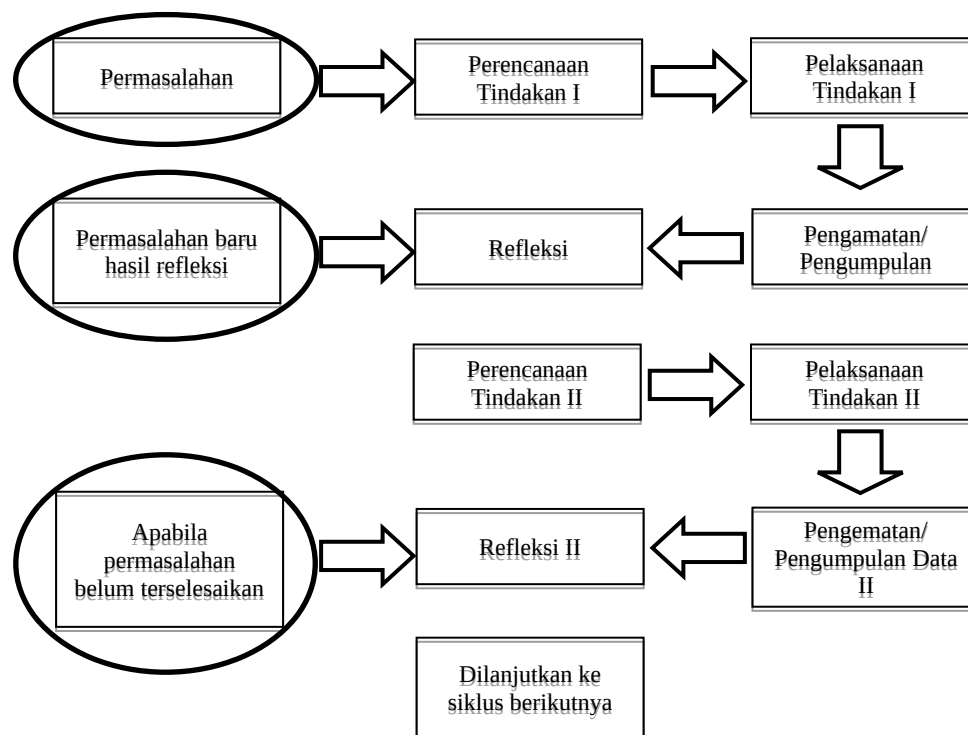 Permasalahan
Perencanaan
Tindakan I
Pelaksanaan
Tindakan I
Permasalahan baru
hasil refleksi
Refleksi
Pengamatan/
Pengumpulan
Perencanaan
Tindakan II
Pelaksanaan
Tindakan II
Apabila
permasalahan
belum terselesaikan
Refleksi II
Pengematan/
Pengumpulan Data
II
Dilanjutkan ke
siklus berikutnya